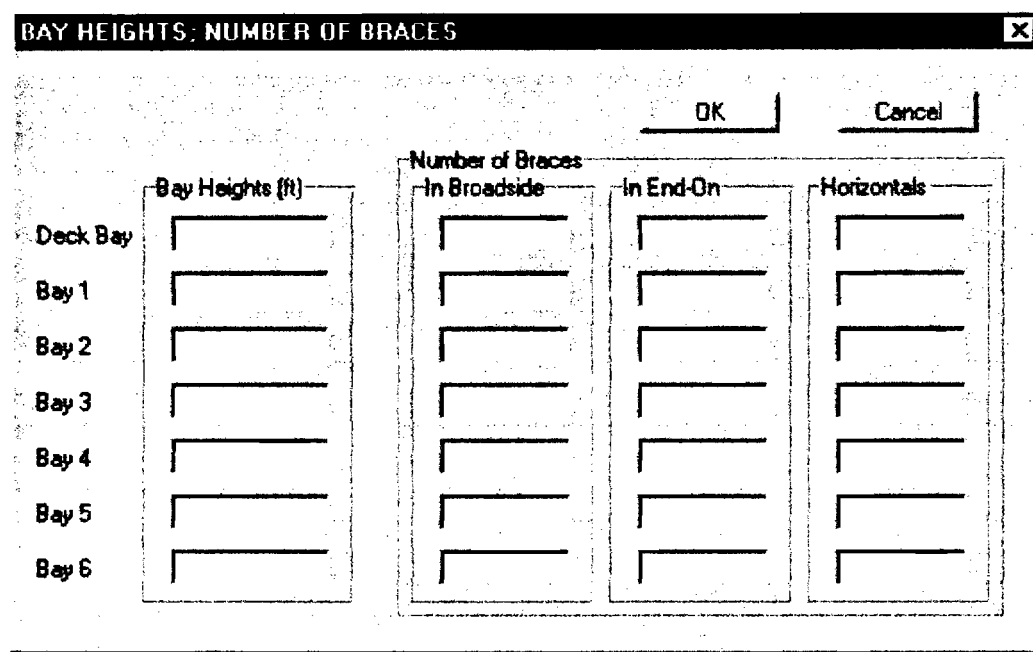 BAY HEIGHTS; NUMBER OF BRACES
OK Cancel
Number of Braces
Bay Heights (ft) In Broadside In End-On Horizontals
Deck Bay
Bay 1
Bay 2
Bay 3
Bay 4
Bay 5
Bay 6